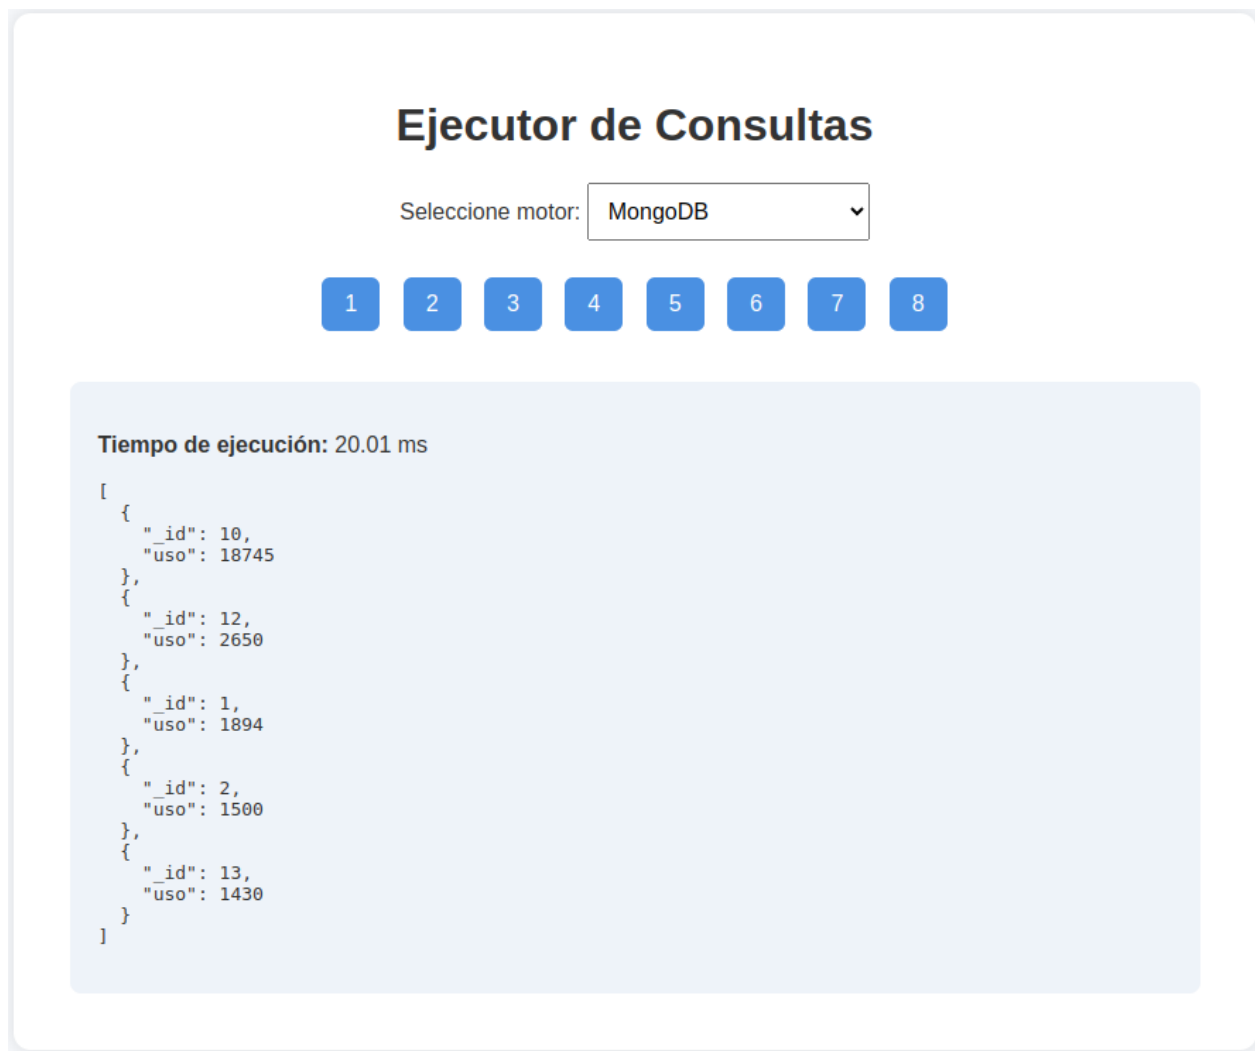 Ejecutor de Consultas
Seleccione motor: MongoDB
1 2 3 4 5 6 7 8
Tiempo de ejecución: 20.01 ms
[
  {
    "_id": 10,
    "uso": 18745
  },
  {
    "_id": 12,
    "uso": 2650
  },
  {
    "_id": 1,
    "uso": 1894
  },
  {
    "_id": 2,
    "uso": 1500
  },
  {
    "_id": 13,
    "uso": 1430
  }
]